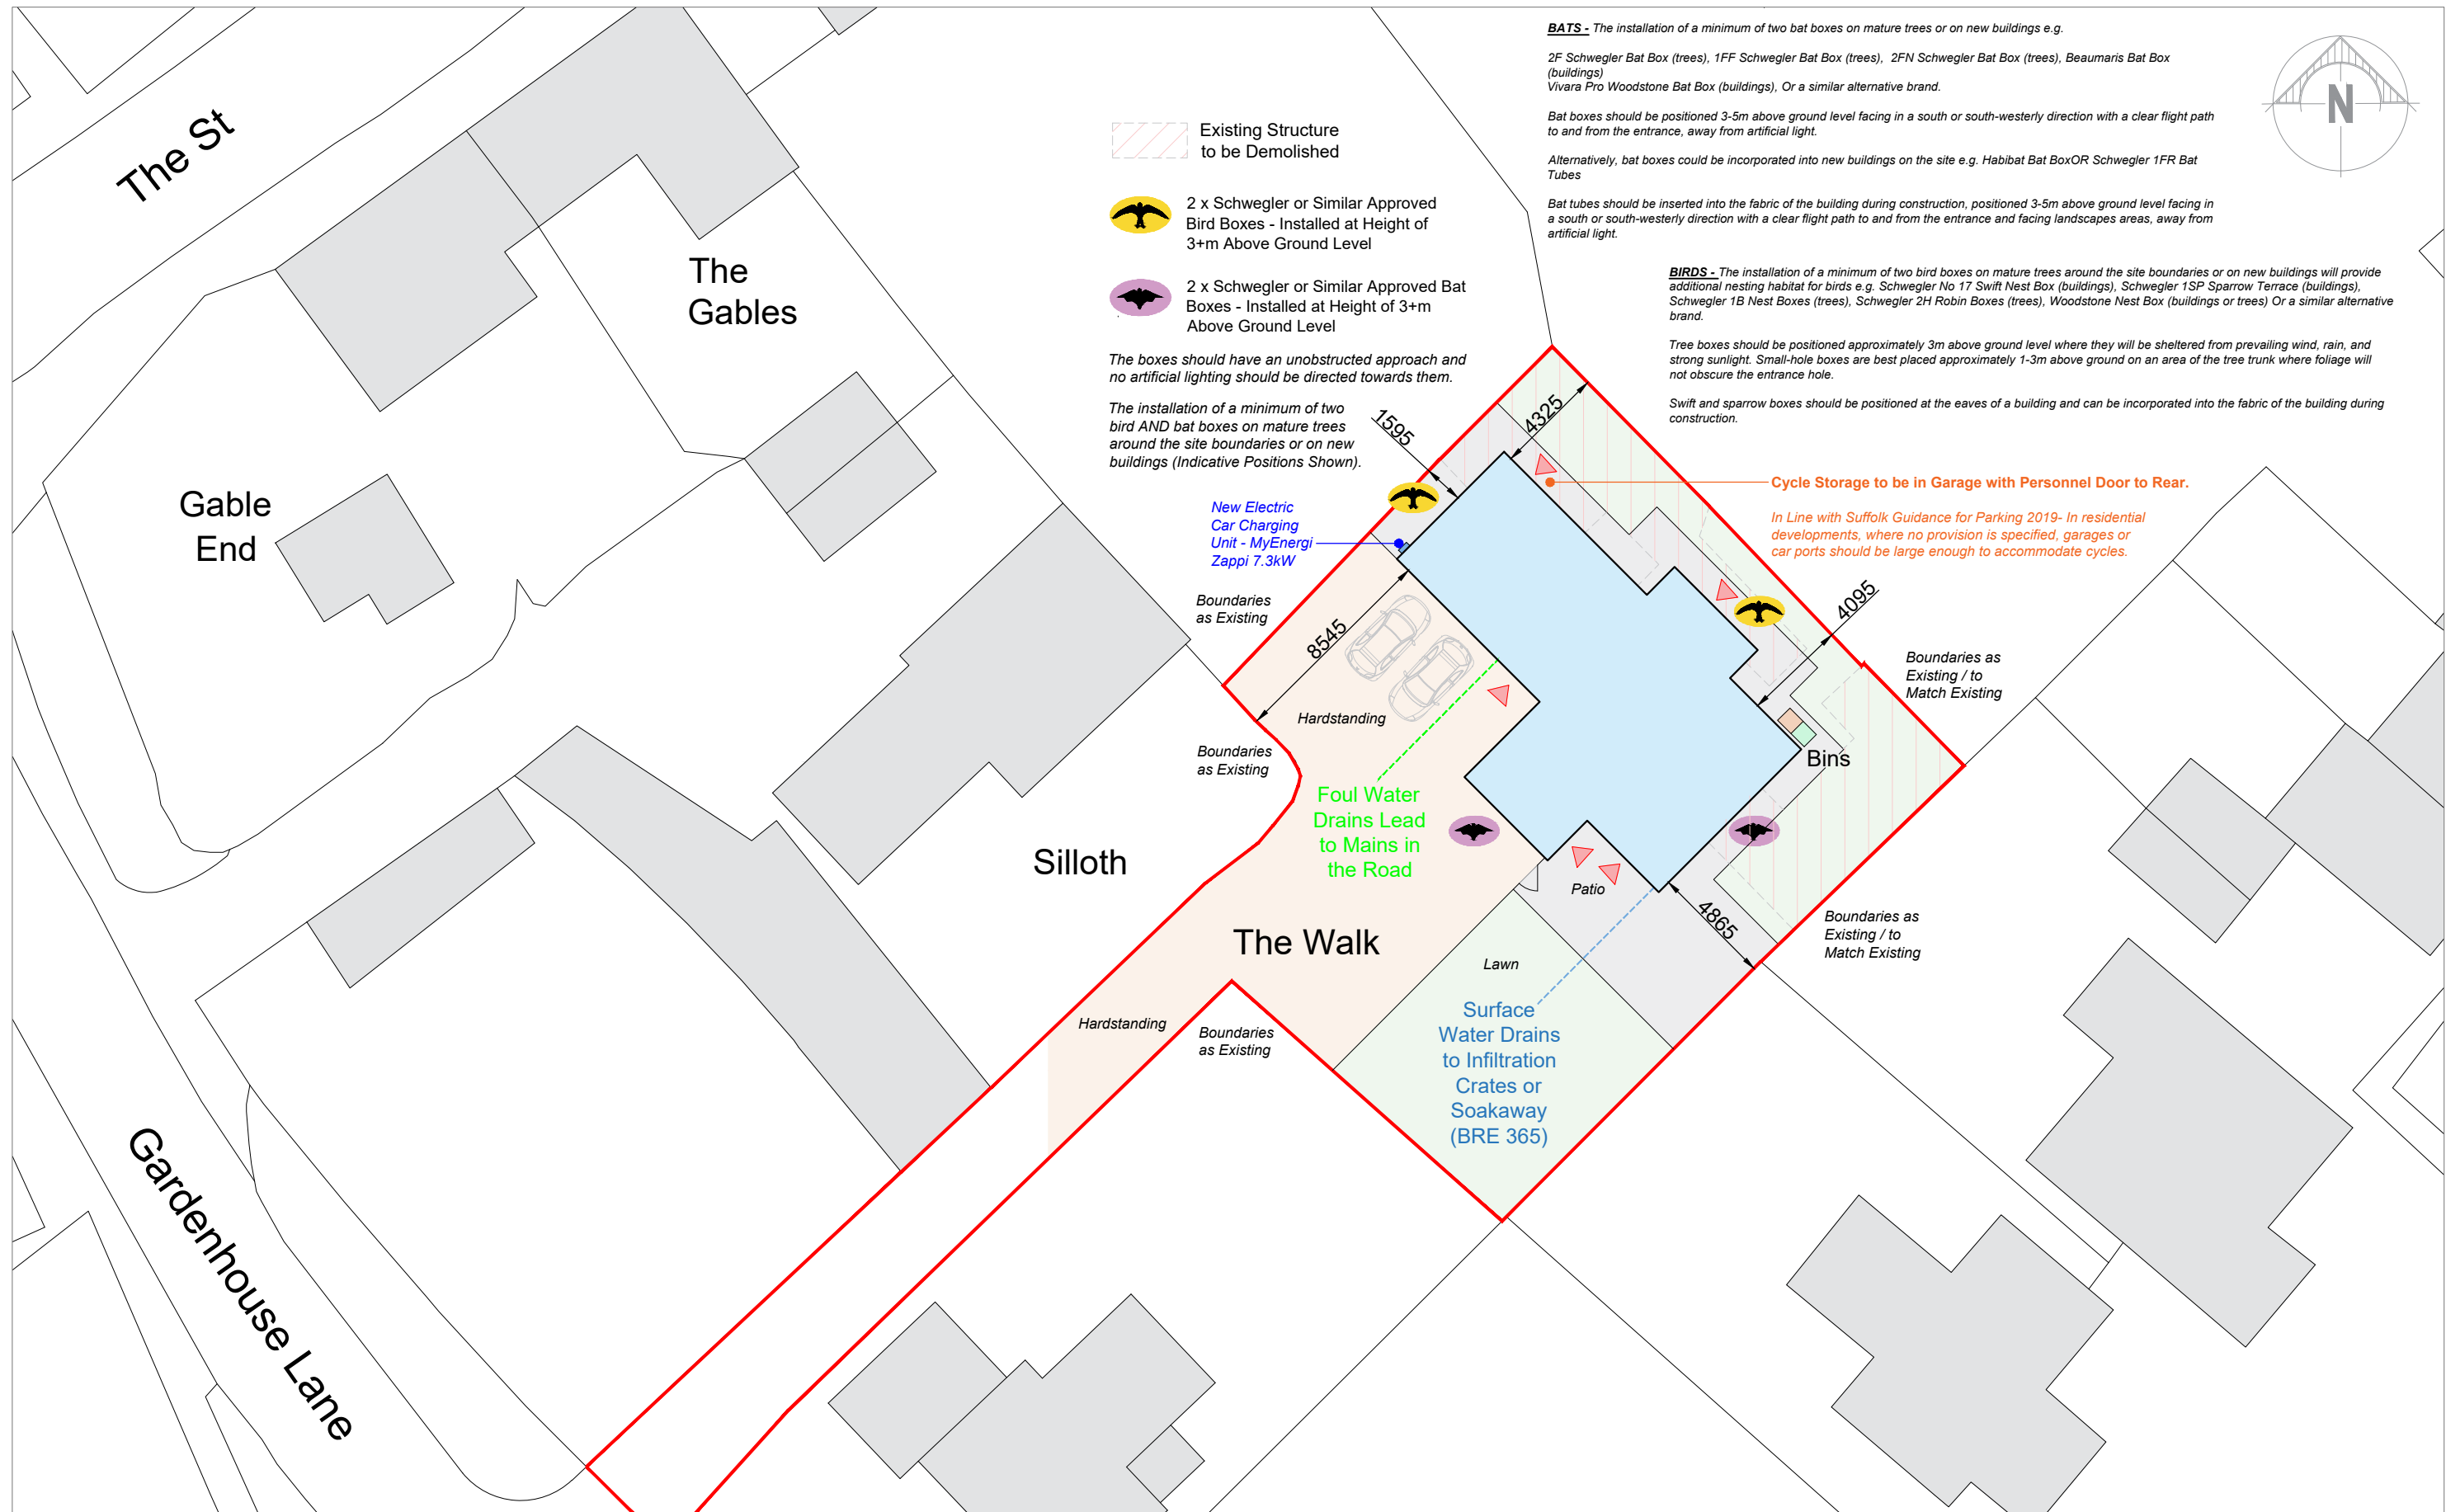 BATS - The installation of a minimum of two bat boxes on mature trees or on new buildings e.g.
2F Schwegler Bat Box (trees), 1FF Schwegler Bat Box (trees), 2FN Schwegler Bat Box (trees), Beaumaris Bat Box
(buildings)
Vivara Pro Woodstone Bat Box (buildings), Or a similar alternative brand.
Bat boxes should be positioned 3-5m above ground level facing in a south or south-westerly direction with a clear flight path
to and from the entrance, away from artificial light.
Alternatively, bat boxes could be incorporated into new buildings on the site e.g. Habibat Bat BoxOR Schwegler 1FR Bat
Tubes
Bat tubes should be inserted into the fabric of the building during construction, positioned 3-5m above ground level facing in
a south or south-westerly direction with a clear flight path to and from the entrance and facing landscapes areas, away from
artificial light.
N
BIRDS - The installation of a minimum of two bird boxes on mature trees around the site boundaries or on new buildings will provide
additional nesting habitat for birds e.g. Schwegler No 17 Swift Nest Box (buildings), Schwegler 1SP Sparrow Terrace (buildings),
Schwegler 1B Nest Boxes (trees), Schwegler 2H Robin Boxes (trees), Woodstone Nest Box (buildings or trees) Or a similar alternative
brand.
Tree boxes should be positioned approximately 3m above ground level where they will be sheltered from prevailing wind, rain, and
strong sunlight. Small-hole boxes are best placed approximately 1-3m above ground on an area of the tree trunk where foliage will
not obscure the entrance hole.
Swift and sparrow boxes should be positioned at the eaves of a building and can be incorporated into the fabric of the building during
construction.
Existing Structure
to be Demolished
2 x Schwegler or Similar Approved
Bird Boxes - Installed at Height of
3+m Above Ground Level
2 x Schwegler or Similar Approved Bat
Boxes - Installed at Height of 3+m
Above Ground Level
The boxes should have an unobstructed approach and
no artificial lighting should be directed towards them.
The installation of a minimum of two
bird AND bat boxes on mature trees
around the site boundaries or on new
buildings (Indicative Positions Shown).
The St
The
Gables
Gable
End
1595
4325
Cycle Storage to be in Garage with Personnel Door to Rear.
In Line with Suffolk Guidance for Parking 2019- In residential
developments, where no provision is specified, garages or
car ports should be large enough to accommodate cycles.
New Electric
Car Charging
Unit - MyEnergi
Zappi 7.3kW
Boundaries
as Existing
8545
4095
Boundaries as
Existing / to
Match Existing
Hardstanding
Boundaries
as Existing
Bins
Foul Water
Drains Lead
to Mains in
the Road
Silloth
Patio
4865
Boundaries as
Existing / to
Match Existing
The Walk
Lawn
Hardstanding
Boundaries
as Existing
Surface
Water Drains
to Infiltration
Crates or
Soakaway
(BRE 365)
Gardenhouse Lane